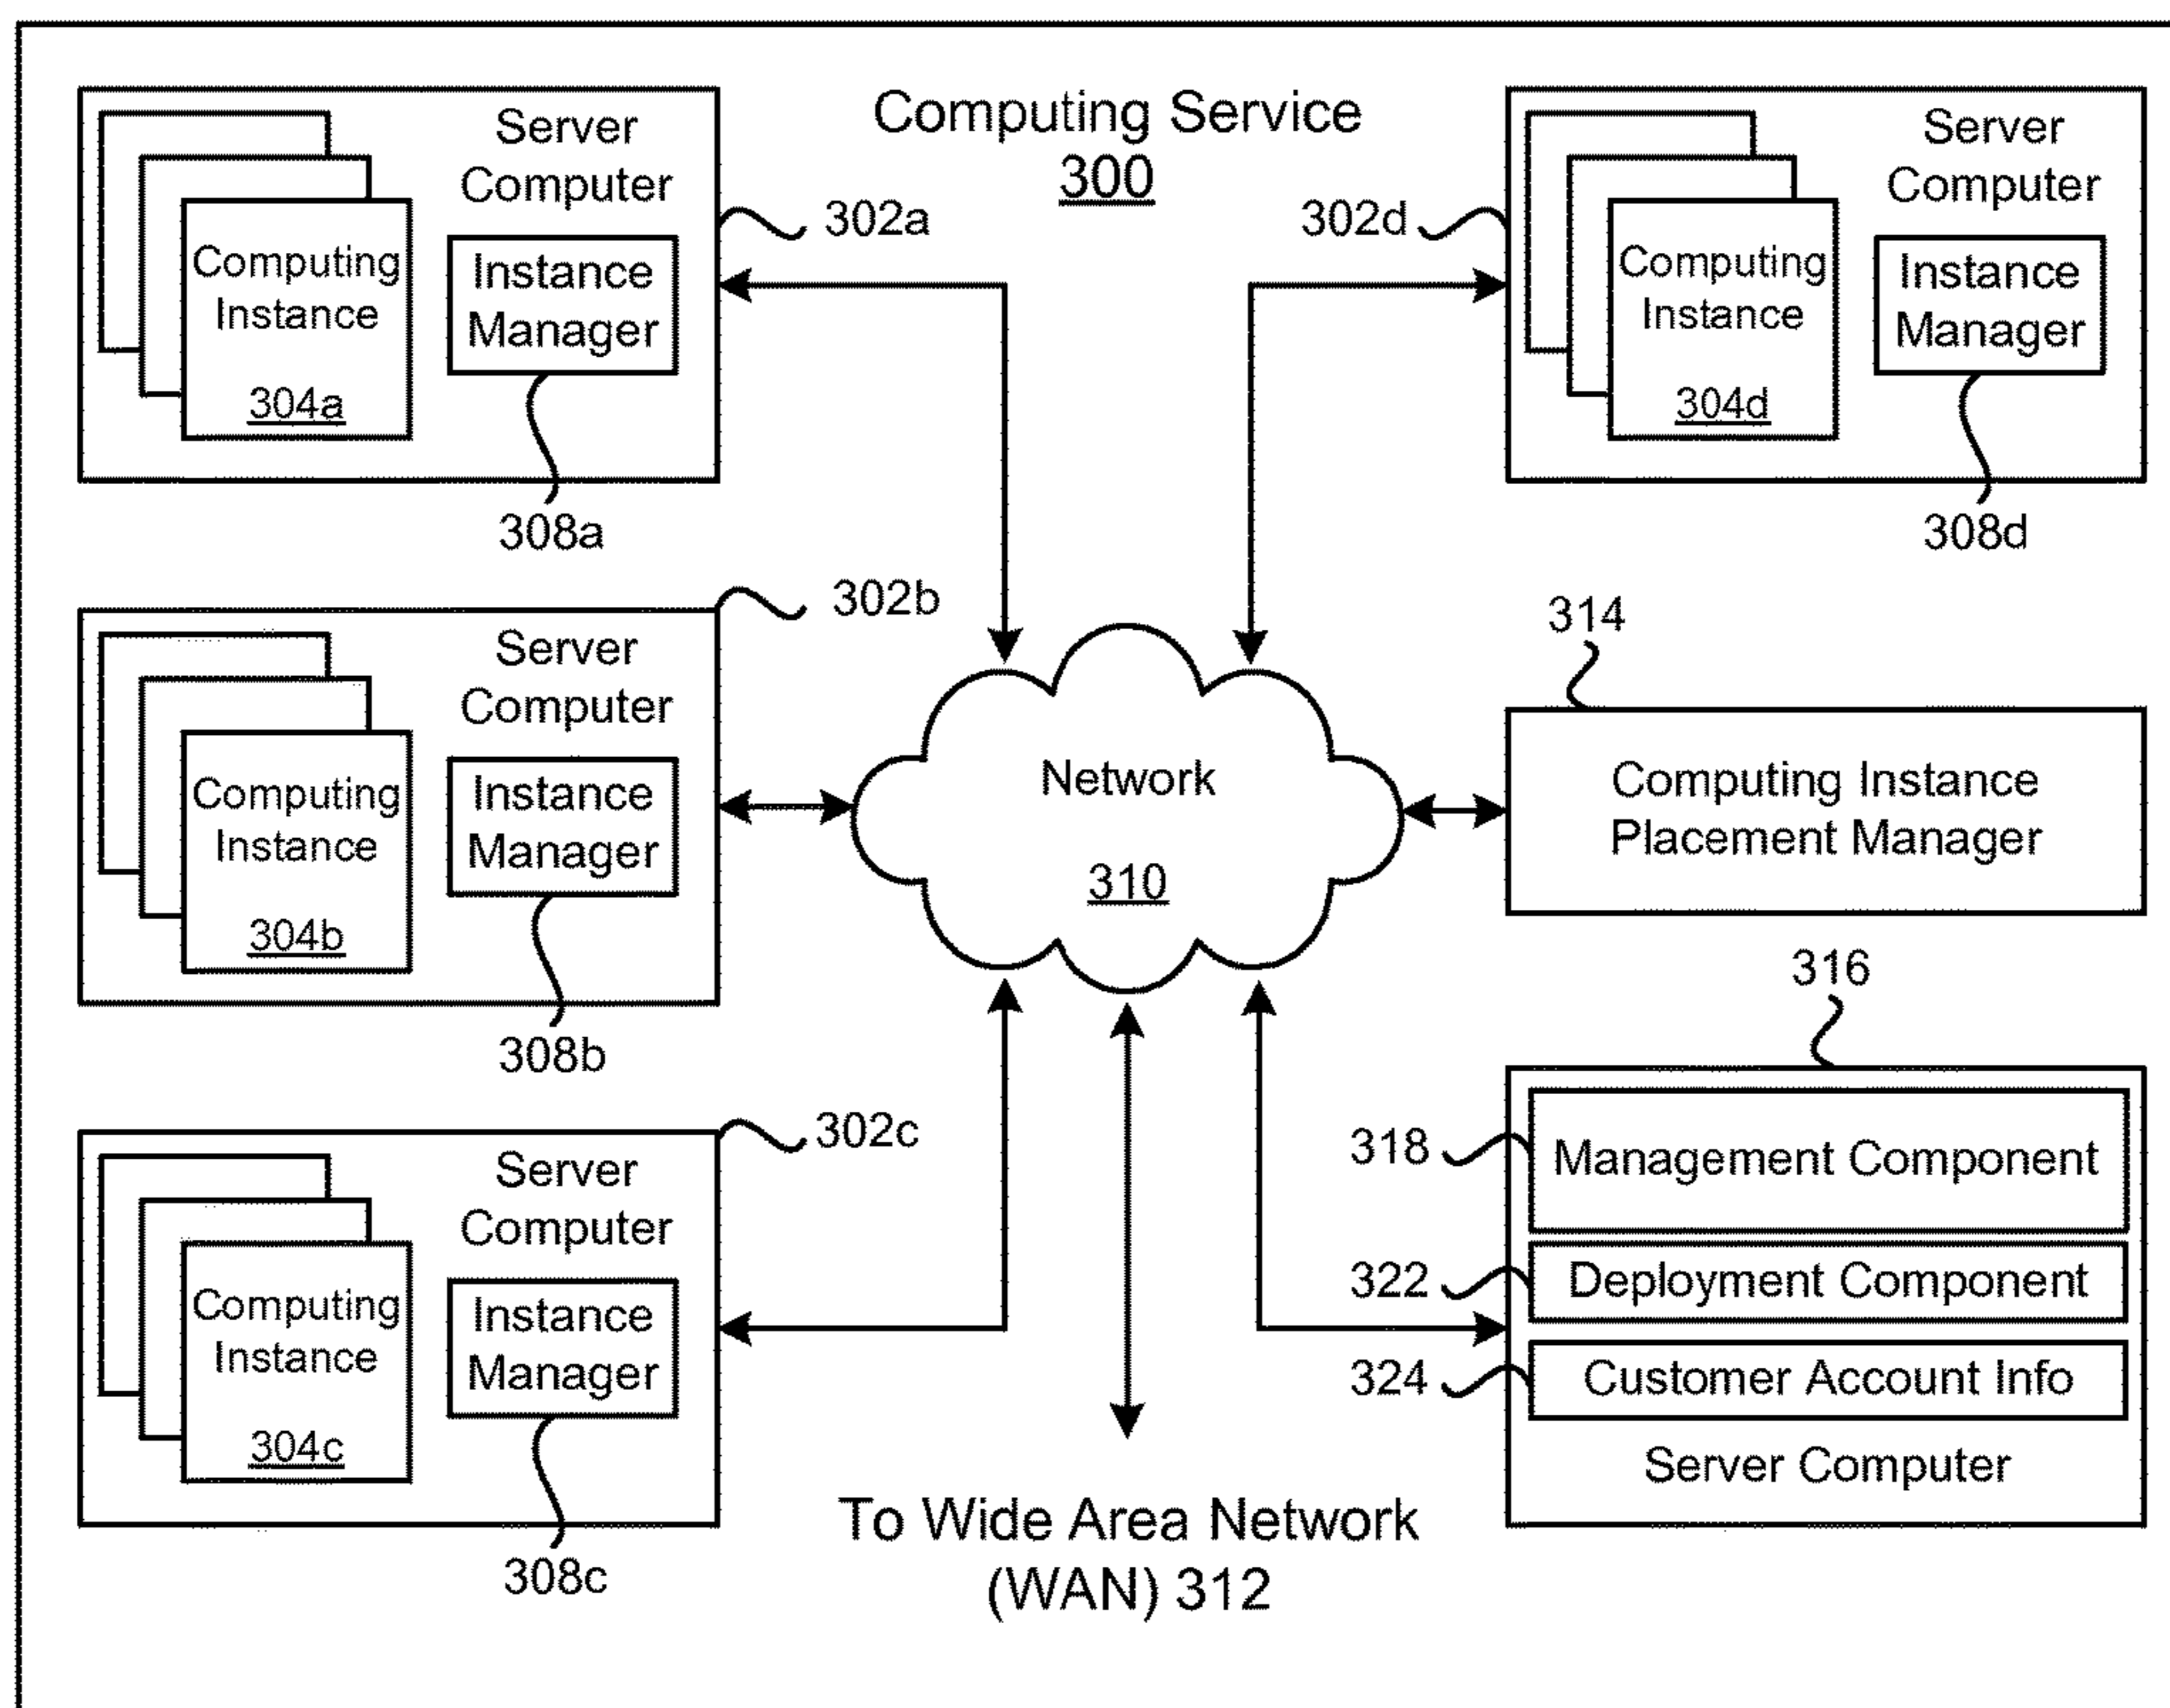 Computing Service
300
Server
Computer
Computing
Instance
304a
Instance
Manager
302a
308a
Server
Computer
Computing
Instance
304d
Instance
Manager
302d
308d
Server
Computer
Computing
Instance
304b
Instance
Manager
302b
308b
Network
310
314
Computing Instance
Placement Manager
Server
Computer
Computing
Instance
304c
Instance
Manager
302c
308c
316
318
Management Component
322
Deployment Component
324
Customer Account Info
Server Computer
To Wide Area Network
(WAN) 312